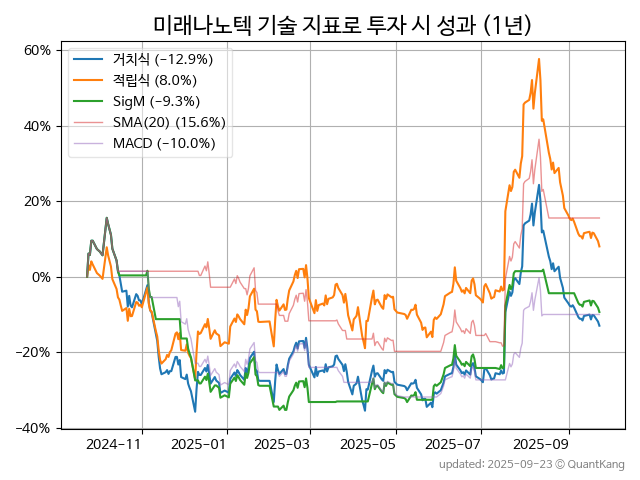 미래나노텍 기술 지표로 투자 시 성과 (1년)
60%
40%
20%
0%
−20%
−40%
거치식 (−12.9%)
적립식 (8.0%)
SigM (−9.3%)
SMA(20) (15.6%)
MACD (−10.0%)
2024-11
2025-01
2025-03
2025-05
2025-07
2025-09
updated: 2025-09-23 © QuantKang